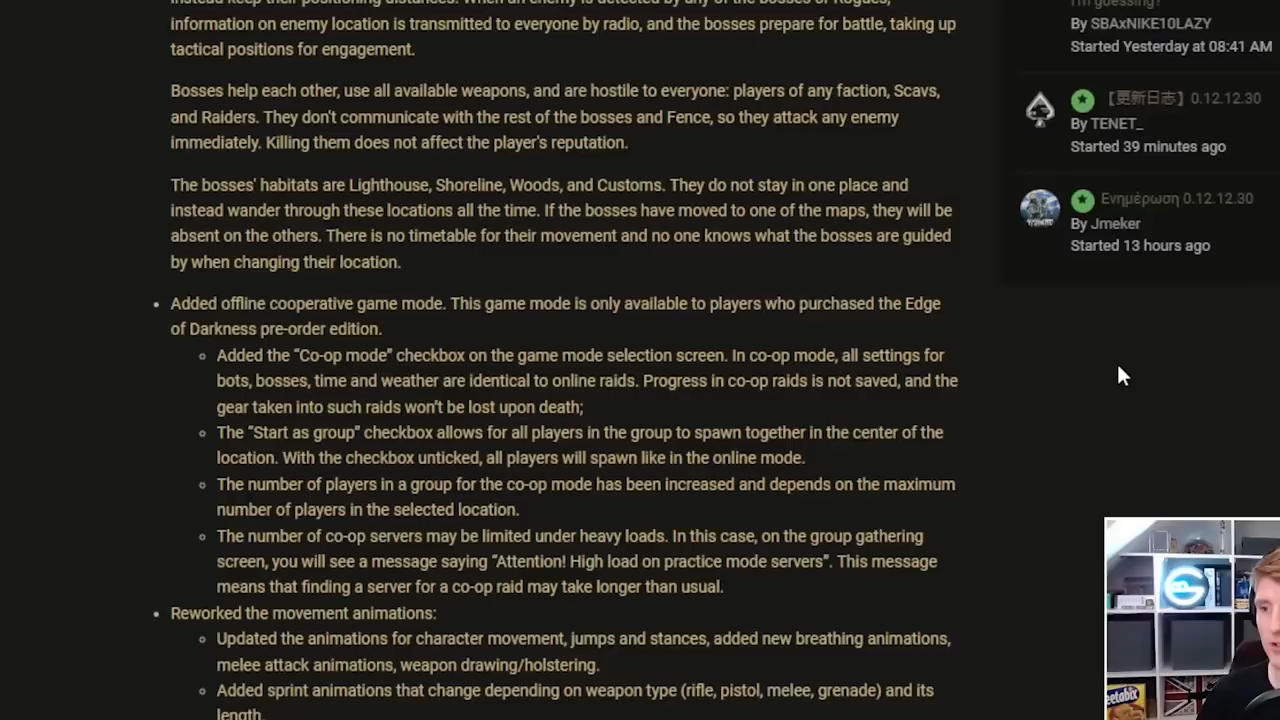 instead keep their positioning distances. When an enemy is detected by any of the bosses or Rogues,
information on enemy location is transmitted to everyone by radio, and the bosses prepare for battle, taking up
tactical positions for engagement.
Bosses help each other, use all available weapons, and are hostile to everyone: players of any faction, Scavs,
and Raiders. They don't communicate with the rest of the bosses and Fence, so they attack any enemy
immediately. Killing them does not affect the player's reputation.
The bosses' habitats are Lighthouse, Shoreline, Woods, and Customs. They do not stay in one place and
instead wander through these locations all the time. If the bosses have moved to one of the maps, they will be
absent on the others. There is no timetable for their movement and no one knows what the bosses are guided
by when changing their location.
• Added offline cooperative game mode. This game mode is only available to players who purchased the Edge
of Darkness pre-order edition.
◦ Added the “Co-op mode” checkbox on the game mode selection screen. In co-op mode, all settings for
bots, bosses, time and weather are identical to online raids. Progress in co-op raids is not saved, and the
gear taken into such raids won’t be lost upon death;
◦ The “Start as group” checkbox allows for all players in the group to spawn together in the center of the
location. With the checkbox unticked, all players will spawn like in the online mode.
◦ The number of players in a group for the co-op mode has been increased and depends on the maximum
number of players in the selected location.
◦ The number of co-op servers may be limited under heavy loads. In this case, on the group gathering
screen, you will see a message saying “Attention! High load on practice mode servers”. This message
means that finding a server for a co-op raid may take longer than usual.
• Reworked the movement animations:
◦ Updated the animations for character movement, jumps and stances, added new breathing animations,
melee attack animations, weapon drawing/holstering.
◦ Added sprint animations that change depending on weapon type (rifle, pistol, melee, grenade) and its
length.
I'm guessing?
By SBAxNIKE10LAZY
Started Yesterday at 08:41 AM
【更新日志】0.12.12.30
By TENET_
Started 39 minutes ago
Ενημέρωση 0.12.12.30
By Jmeker
Started 13 hours ago
eetabix